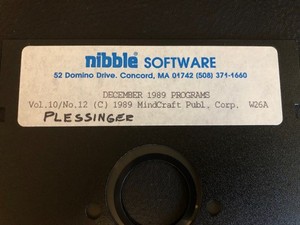 nibble® SOFTWARE
52 Domino Drive. Concord, MA 01742 (508) 371-1660
DECEMBER 1989 PROGRAMS
Vol.10/No.12 (C) 1989 MindCraft Publ. Corp. W26A
PLESSINGER